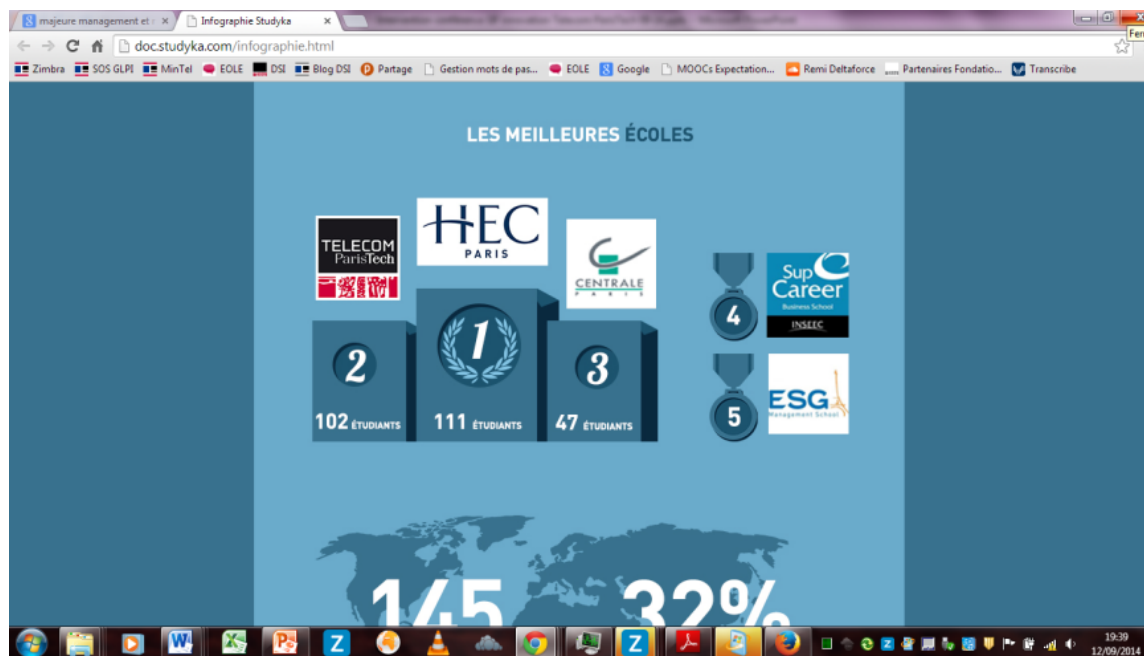 majeure management et
Infographie Studyka
Fer
doc.studyka.com/infographie.html
Zimbra SOS GLPI MinTel EOLE DSI Blog DSI Partage Gestion mots de pas... EOLE Google MOOCs Expectation... Remi Deltaforce Partenaires Fondatio... Transcribe
LES MEILLEURES ÉCOLES
TELECOM
ParisTech
HEC
PARIS
CENTRALE
PARIS
Sup
Career
Business School
INSEEC
4
1
2
3
ESG
Management School
5
102 ÉTUDIANTS
111 ÉTUDIANTS
47 ÉTUDIANTS
145 32%
19:39
12/09/2014